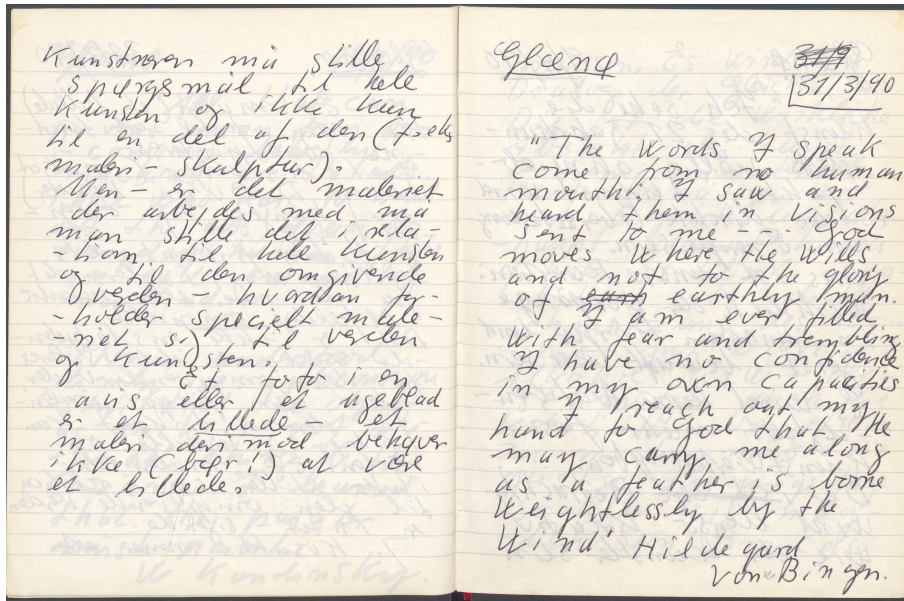 Kunstneren må stille
spørgsmål til hele
kunsten og ikke kun
til en del af den (f.eks
maleri- skulptur).
Men - er det maleriet
der arbejdes med må
man stille det i rela-
-tion til hele kunsten
og til den omgivende
verden - hvordan for-
-holder specielt male-
-riet sig til verden
og kunsten.
Et foto i en
avis eller et ugeblad
er et billede - et
maleri derimod behøver
ikke (bør!) at være
et billede.
Glænø
31/3/90
"The words I speak
come from no human
mouth; I saw and
heard them in visions
sent to me --- God
moves where He wills
and not to the glory
of earthly man.
I am ever filled
with fear and trembling
I have no confidence
in my own capacities
I reach out my
hand to God that He
may carry me along
as a feather is borne
weightlessly by the
wind' Hildegard
von Bingen.
W Kandinsky.